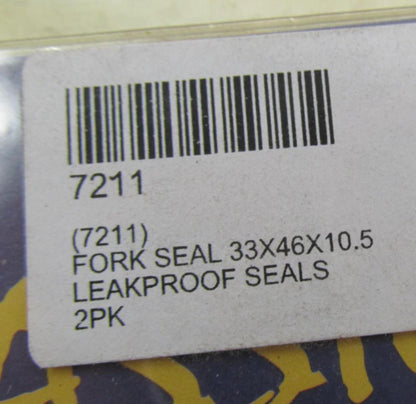 7211
(7211)
FORK SEAL 33X46X10.5
LEAKPROOF SEALS
2PK